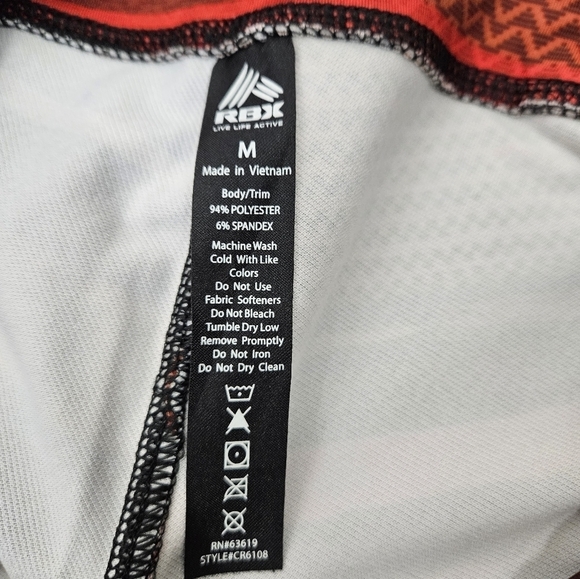 RBX
LIVE LIFE ACTIVE
M
Made in Vietnam
Body/Trim
94% POLYESTER
6% SPANDEX
Machine Wash
Cold With Like
Colors
Do Not Use
Fabric Softeners
Do Not Bleach
Tumble Dry Low
Remove Promptly
Do Not Iron
Do Not Dry Clean
RN#63619
STYLE#CR6108